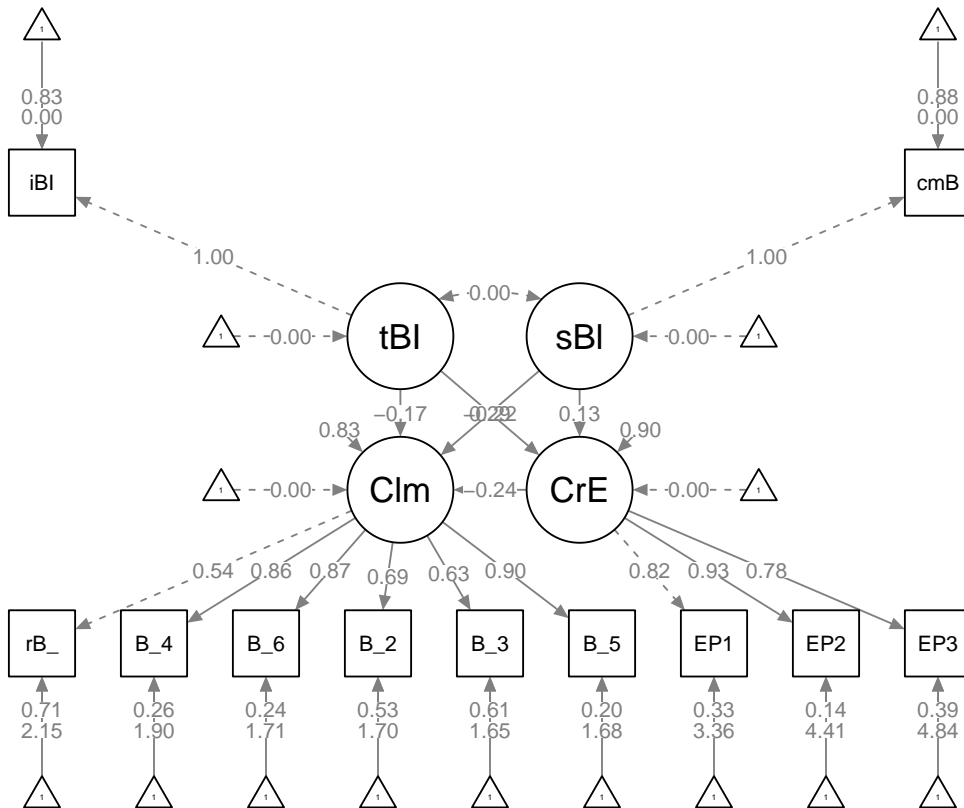 1 1
0.83 0.88
0.00 0.00
iBI cmB
1.00 1.00
0.00
tBI sBI
1 0.00 0.00 1
−0.17 0.13
0.83 0.90
Clm CrE
1 0.00 −0.24 0.00 1
0.54 0.86 0.87 0.69 0.63 0.90 0.82 0.93 0.78
rB_ B_4 B_6 B_2 B_3 B_5 EP1 EP2 EP3
0.71 0.26 0.24 0.53 0.61 0.20 0.33 0.14 0.39
2.15 1.90 1.71 1.70 1.65 1.68 3.36 4.41 4.84
1 1 1 1 1 1 1 1 1